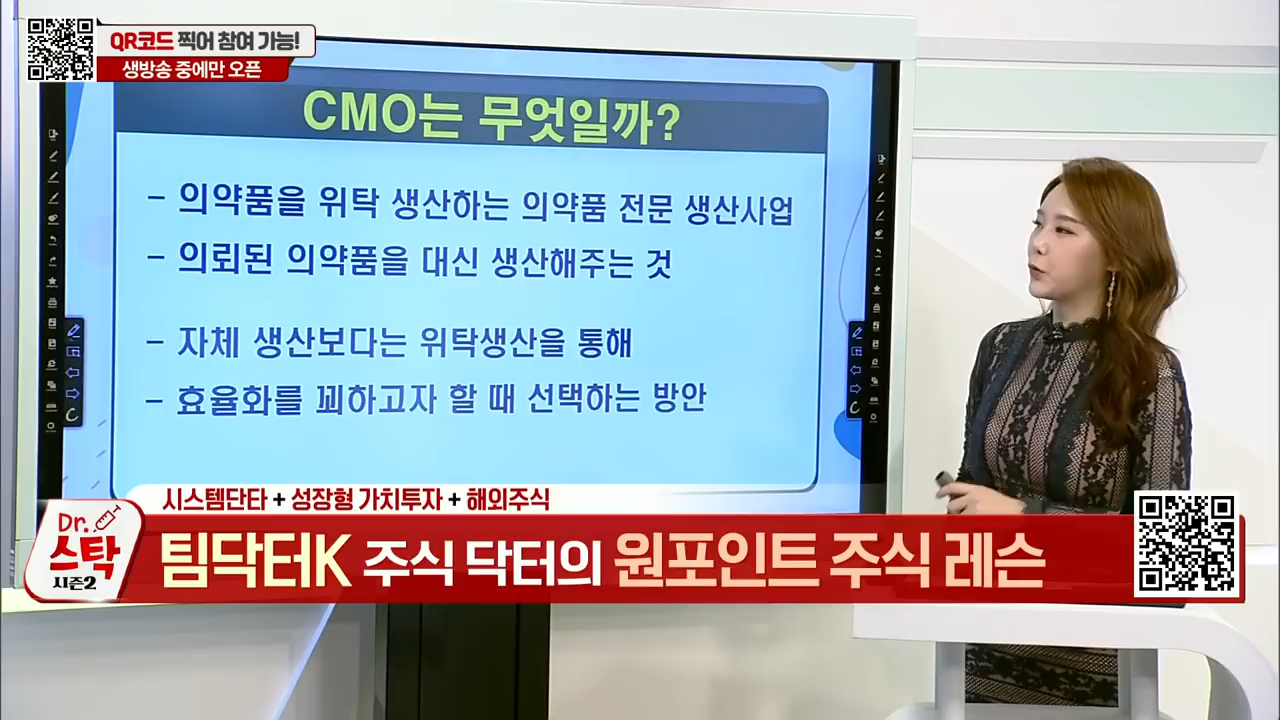 QR코드 찍어 참여 가능!
생방송 중에만 오픈
CMO는 무엇일까?
- 의약품을 위탁 생산하는 의약품 전문 생산사업
- 의뢰된 의약품을 대신 생산해주는 것
- 자체 생산보다는 위탁생산을 통해
- 효율화를 꾀하고자 할 때 선택하는 방안
시스템단타 + 성장형 가치투자 + 해외주식
Dr.
스탁
시즌2
팀닥터K 주식 닥터의 원포인트 주식 레슨